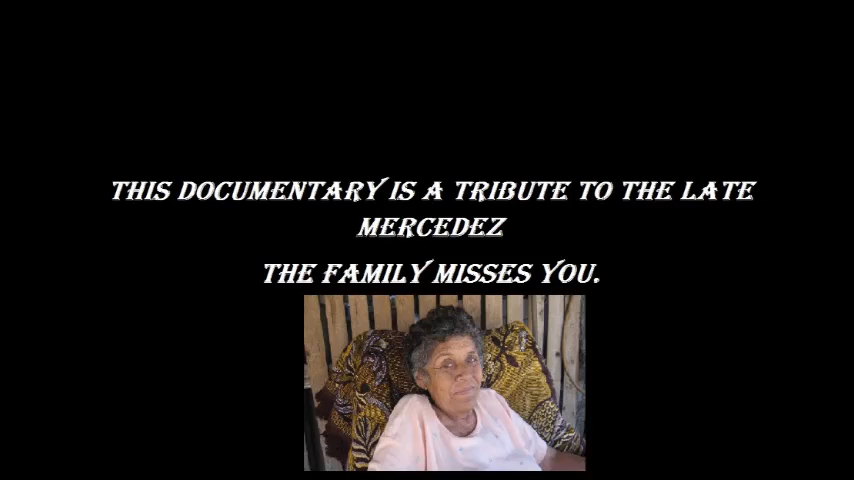 THIS DOCUMENTARY IS A TRIBUTE TO THE LATE
MERCEDEZ
THE FAMILY MISSES YOU.